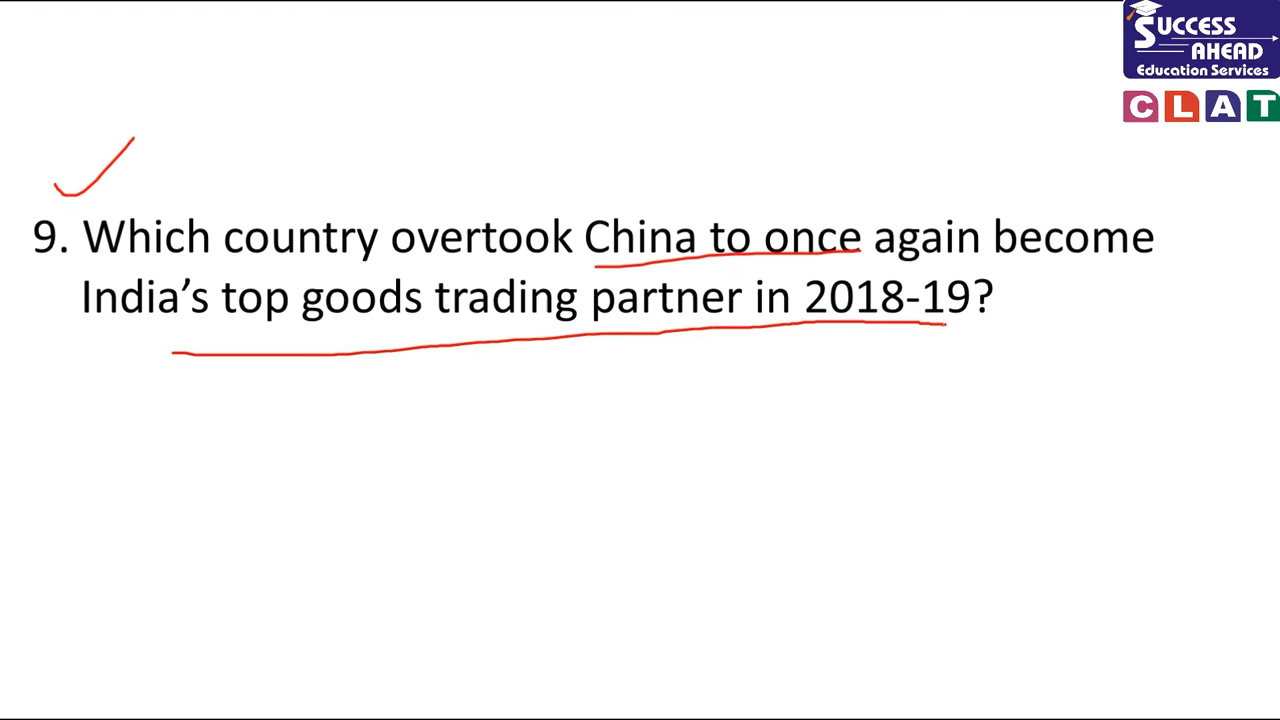 SUCCESS
AHEAD
Education Services
CLAT
9. Which country overtook China to once again become
India’s top goods trading partner in 2018-19?